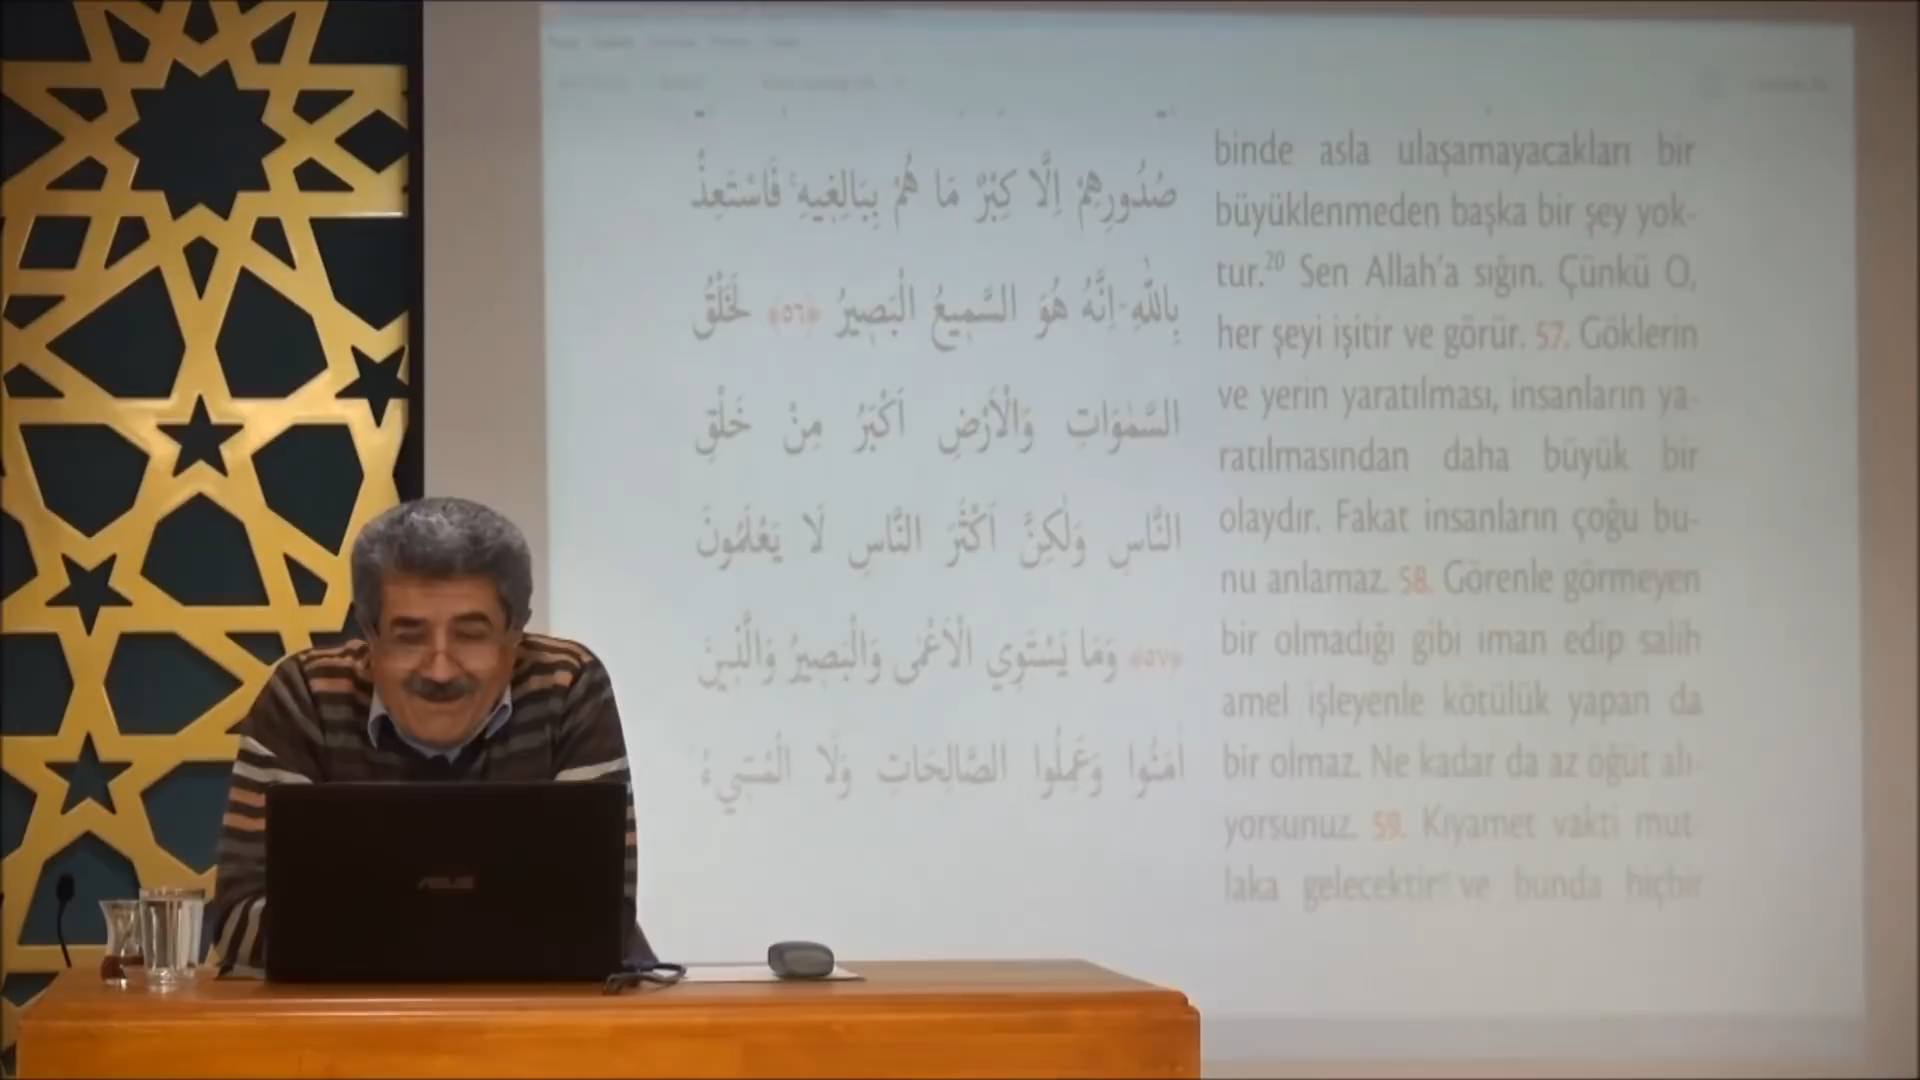 صُدُورِهِمْ اِلَّا كِبْرٌ مَا هُمْ بِبَالِغِيهِ ۚ فَاسْتَعِذْ
بِاللّٰهِ ۜ اِنَّهُ هُوَ السَّمِيعُ الْبَصِيرُ ﴿٥٦﴾ لَخَلْقُ
السَّمٰوَاتِ وَالْاَرْضِ اَكْبَرُ مِنْ خَلْقِ
النَّاسِ وَلٰكِنَّ اَكْثَرَ النَّاسِ لَا يَعْلَمُونَ
﴿٥٧﴾ وَمَا يَسْتَوِي الْاَعْمٰى وَالْبَصِيرُ وَالَّذِينَ
اٰمَنُوا وَعَمِلُوا الصَّالِحَاتِ وَلَا الْمُسِيءُ
binde asla ulaşamayacakları bir
büyüklenmeden başka bir şey yok-
tur.20 Sen Allah'a sığın. Çünkü O,
her şeyi işitir ve görür. 57. Göklerin
ve yerin yaratılması, insanların ya-
ratılmasından daha büyük bir
olaydır. Fakat insanların çoğu bu-
nu anlamaz. 58. Görenle görmeyen
bir olmadığı gibi iman edip salih
amel işleyenle kötülük yapan da
bir olmaz. Ne kadar da az öğüt alı-
yorsunuz. 59. Kıyamet vakti mut-
laka gelecektir ve bunda hiçbir
ASUS